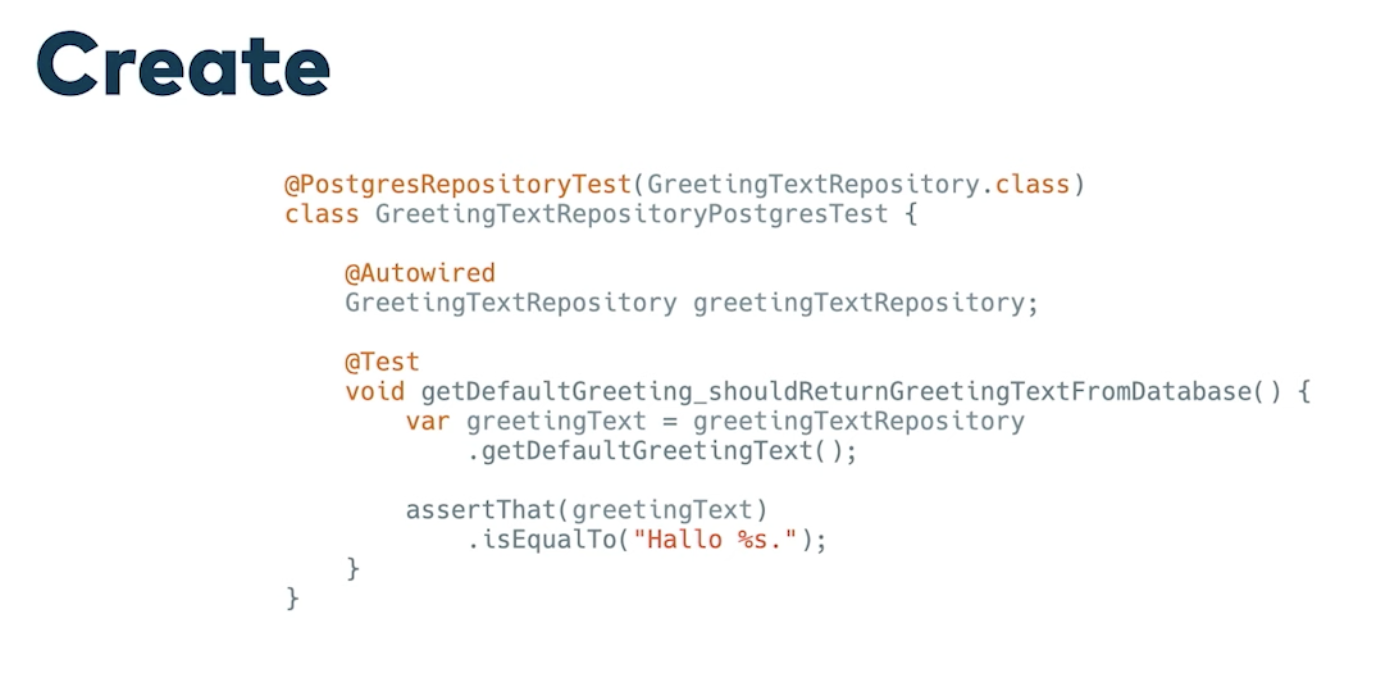 Create
@PostgresRepositoryTest(GreetingTextRepository.class)
class GreetingTextRepositoryPostgresTest {
@Autowired
GreetingTextRepository greetingTextRepository;
@Test
void getDefaultGreeting_shouldReturnGreetingTextFromDatabase() {
var greetingText = greetingTextRepository
.getDefaultGreetingText();
assertThat(greetingText)
.isEqualTo("Hallo %s.");
}
}